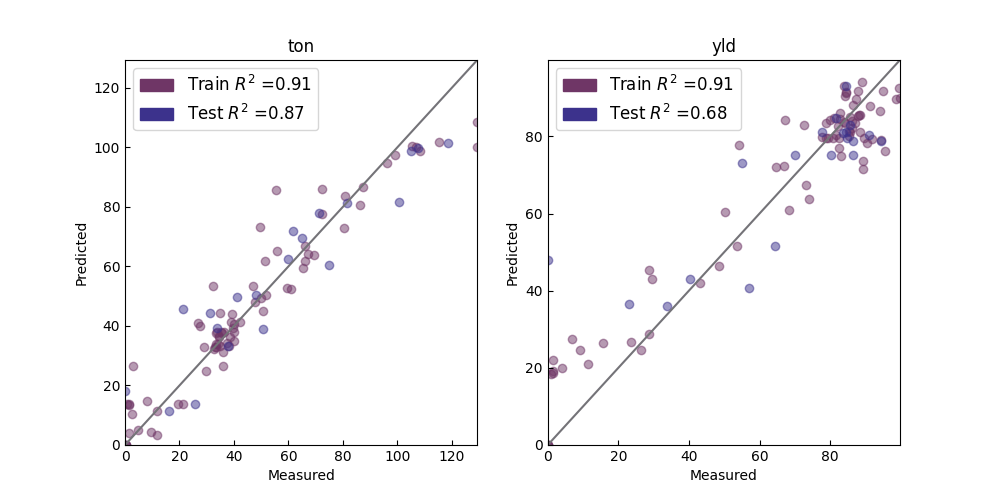 ton
Train R² =0.91
Test R² =0.87
Predicted
0
20
40
60
80
100
120
0 20 40 60 80 100 120
Measured
yld
Train R² =0.91
Test R² =0.68
Predicted
0
20
40
60
80
0 20 40 60 80
Measured